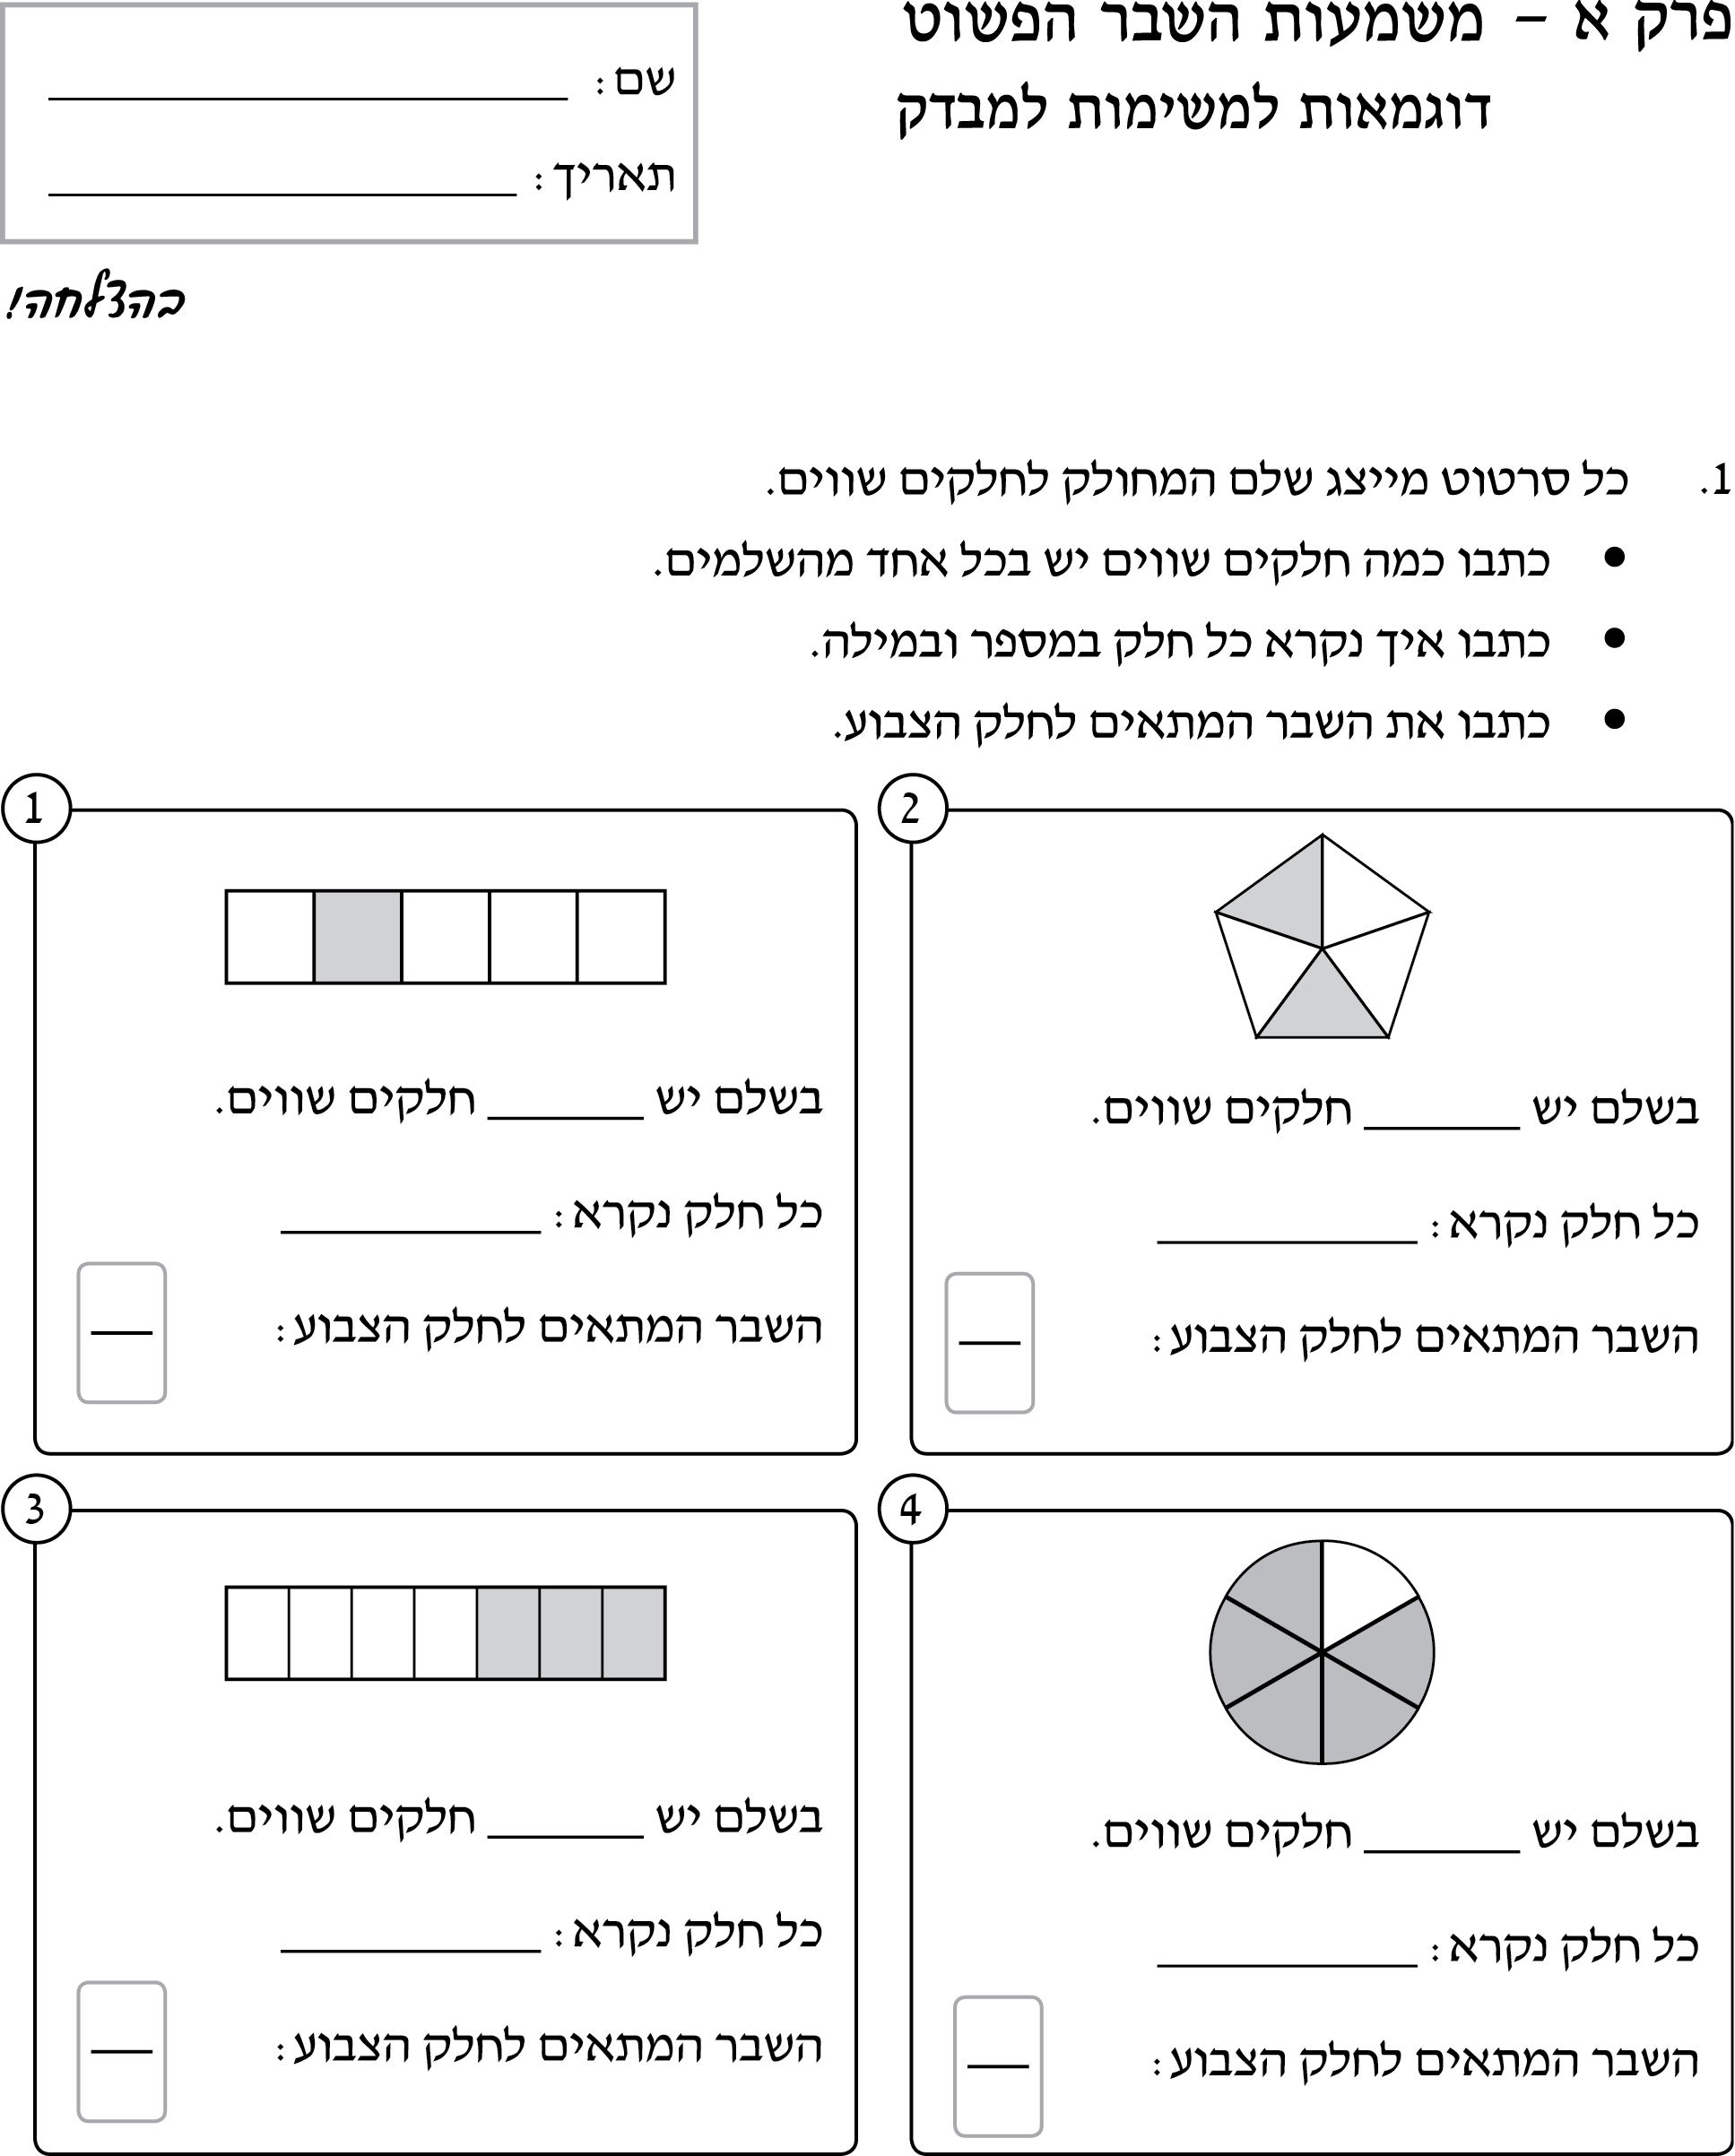 פרק א – משמעות השבר הפשוט
דוגמאות למשימות למבדק
שם:
תאריך:
בהצלחה!
1. כל סרטוט מייצג שלם המחולק לחלקים שווים.
● כתבו כמה חלקים שווים יש בכל אחד מהשלמים.
● כתבו איך נקרא כל חלק במספר ובמילה.
● כתבו את השבר המתאים לחלק הצבוע.
1
בשלם יש ______ חלקים שווים.
כל חלק נקרא: __________
השבר המתאים לחלק הצבוע:
2
בשלם יש ______ חלקים שווים.
כל חלק נקרא: __________
השבר המתאים לחלק הצבוע:
3
בשלם יש ______ חלקים שווים.
כל חלק נקרא: __________
השבר המתאים לחלק הצבוע:
4
בשלם יש ______ חלקים שווים.
כל חלק נקרא: __________
השבר המתאים לחלק הצבוע: